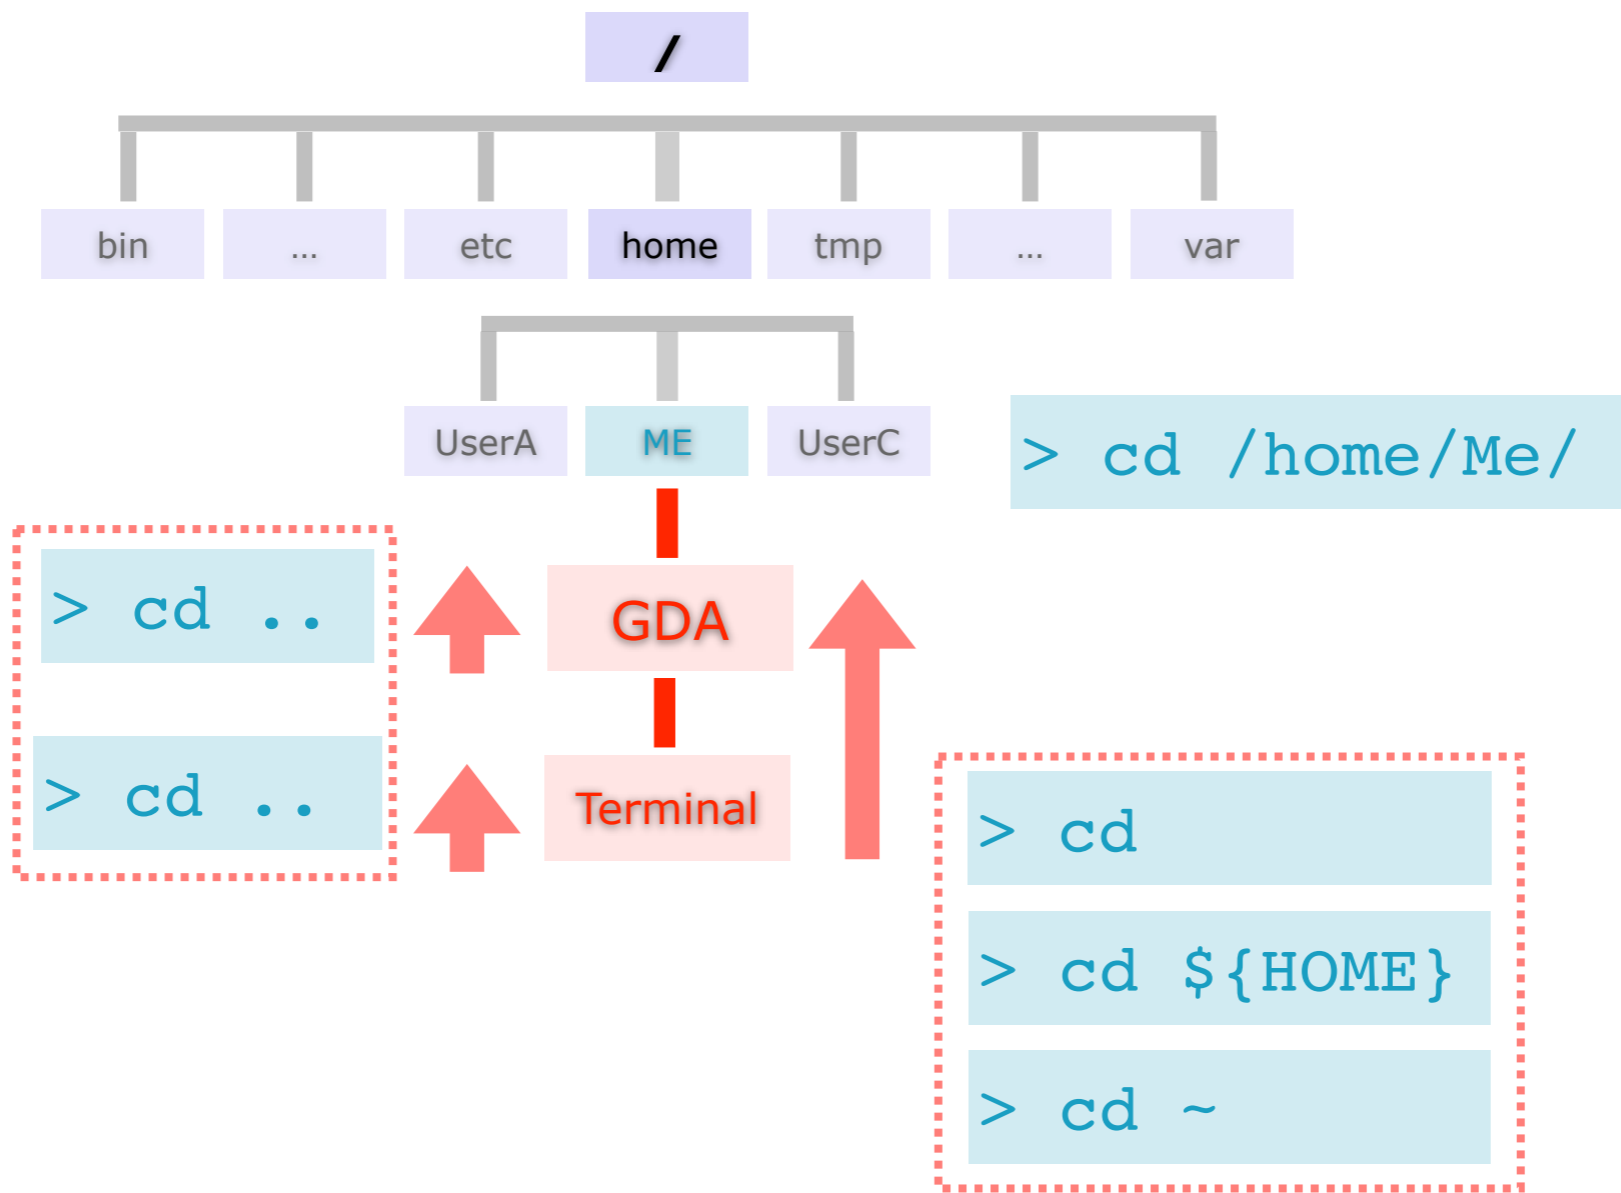 /
bin ... etc home tmp ... var
UserA ME UserC
> cd /home/Me/
> cd ..
GDA
> cd ..
Terminal
> cd
> cd ${HOME}
> cd ~